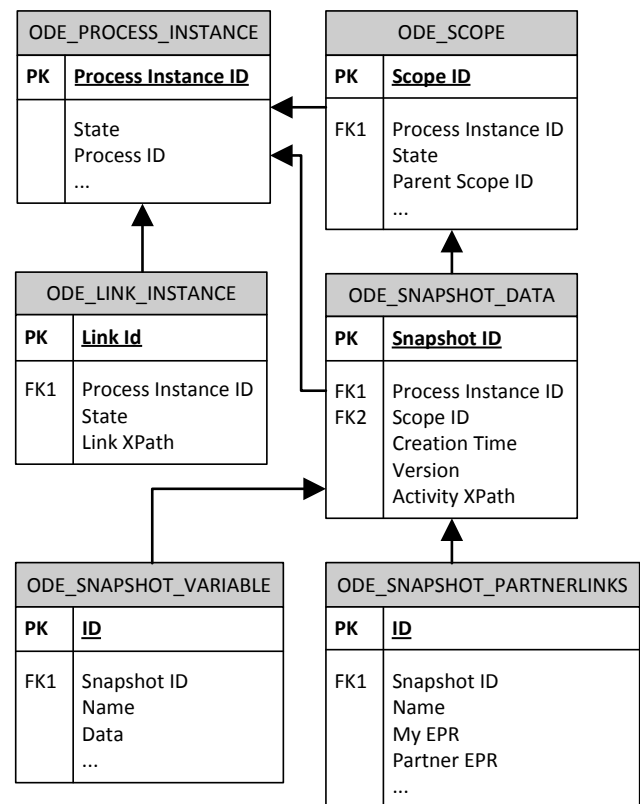 ODE_PROCESS_INSTANCE
PK Process Instance ID
State
Process ID
...
ODE_SCOPE
PK Scope ID
FK1 Process Instance ID
State
Parent Scope ID
...
ODE_LINK_INSTANCE
PK Link Id
FK1 Process Instance ID
State
Link XPath
ODE_SNAPSHOT_DATA
PK Snapshot ID
FK1 Process Instance ID
FK2 Scope ID
Creation Time
Version
Activity XPath
ODE_SNAPSHOT_VARIABLE
PK ID
FK1 Snapshot ID
Name
Data
...
ODE_SNAPSHOT_PARTNERLINKS
PK ID
FK1 Snapshot ID
Name
My EPR
Partner EPR
...